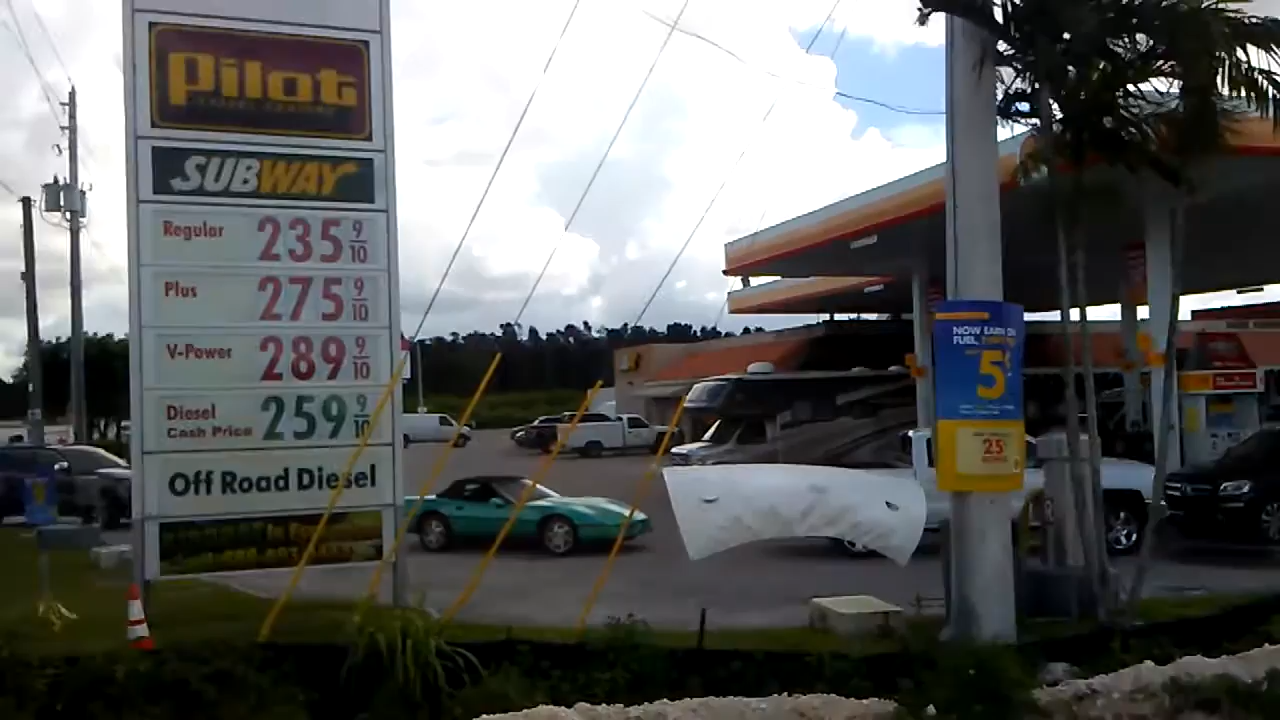 Pilot
SUBWAY
Regular 235 9/10
Plus 275 9/10
V-Power 289 9/10
Diesel
Cash Price 259 9/10
Off Road Diesel
NOW EARN
FUEL,
5¢
25